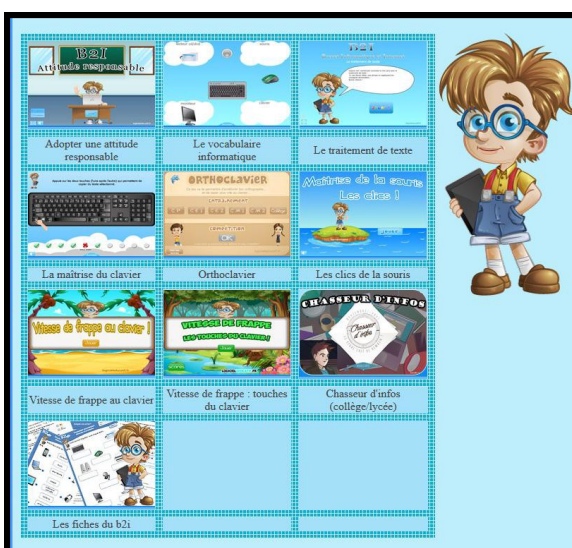 B2I
Attitude responsable
B2I
Adopter une attitude
responsable
Le vocabulaire
informatique
Le traitement de texte
ORTHOCLAVIER
ENTRAINEMENT
COMPETITION
Maîtrise de la souris
Les clics !
La maîtrise du clavier
Orthoclavier
Les clics de la souris
Vitesse de frappe au clavier !
VITESSE DE FRAPPE
LES TOUCHES DU CLAVIER !
CHASSEUR D'INFOS
Chasseur
d'infos
Vitesse de frappe au clavier
Vitesse de frappe : touches
du clavier
Chasseur d'infos
(collège/lycée)
Les fiches du b2i